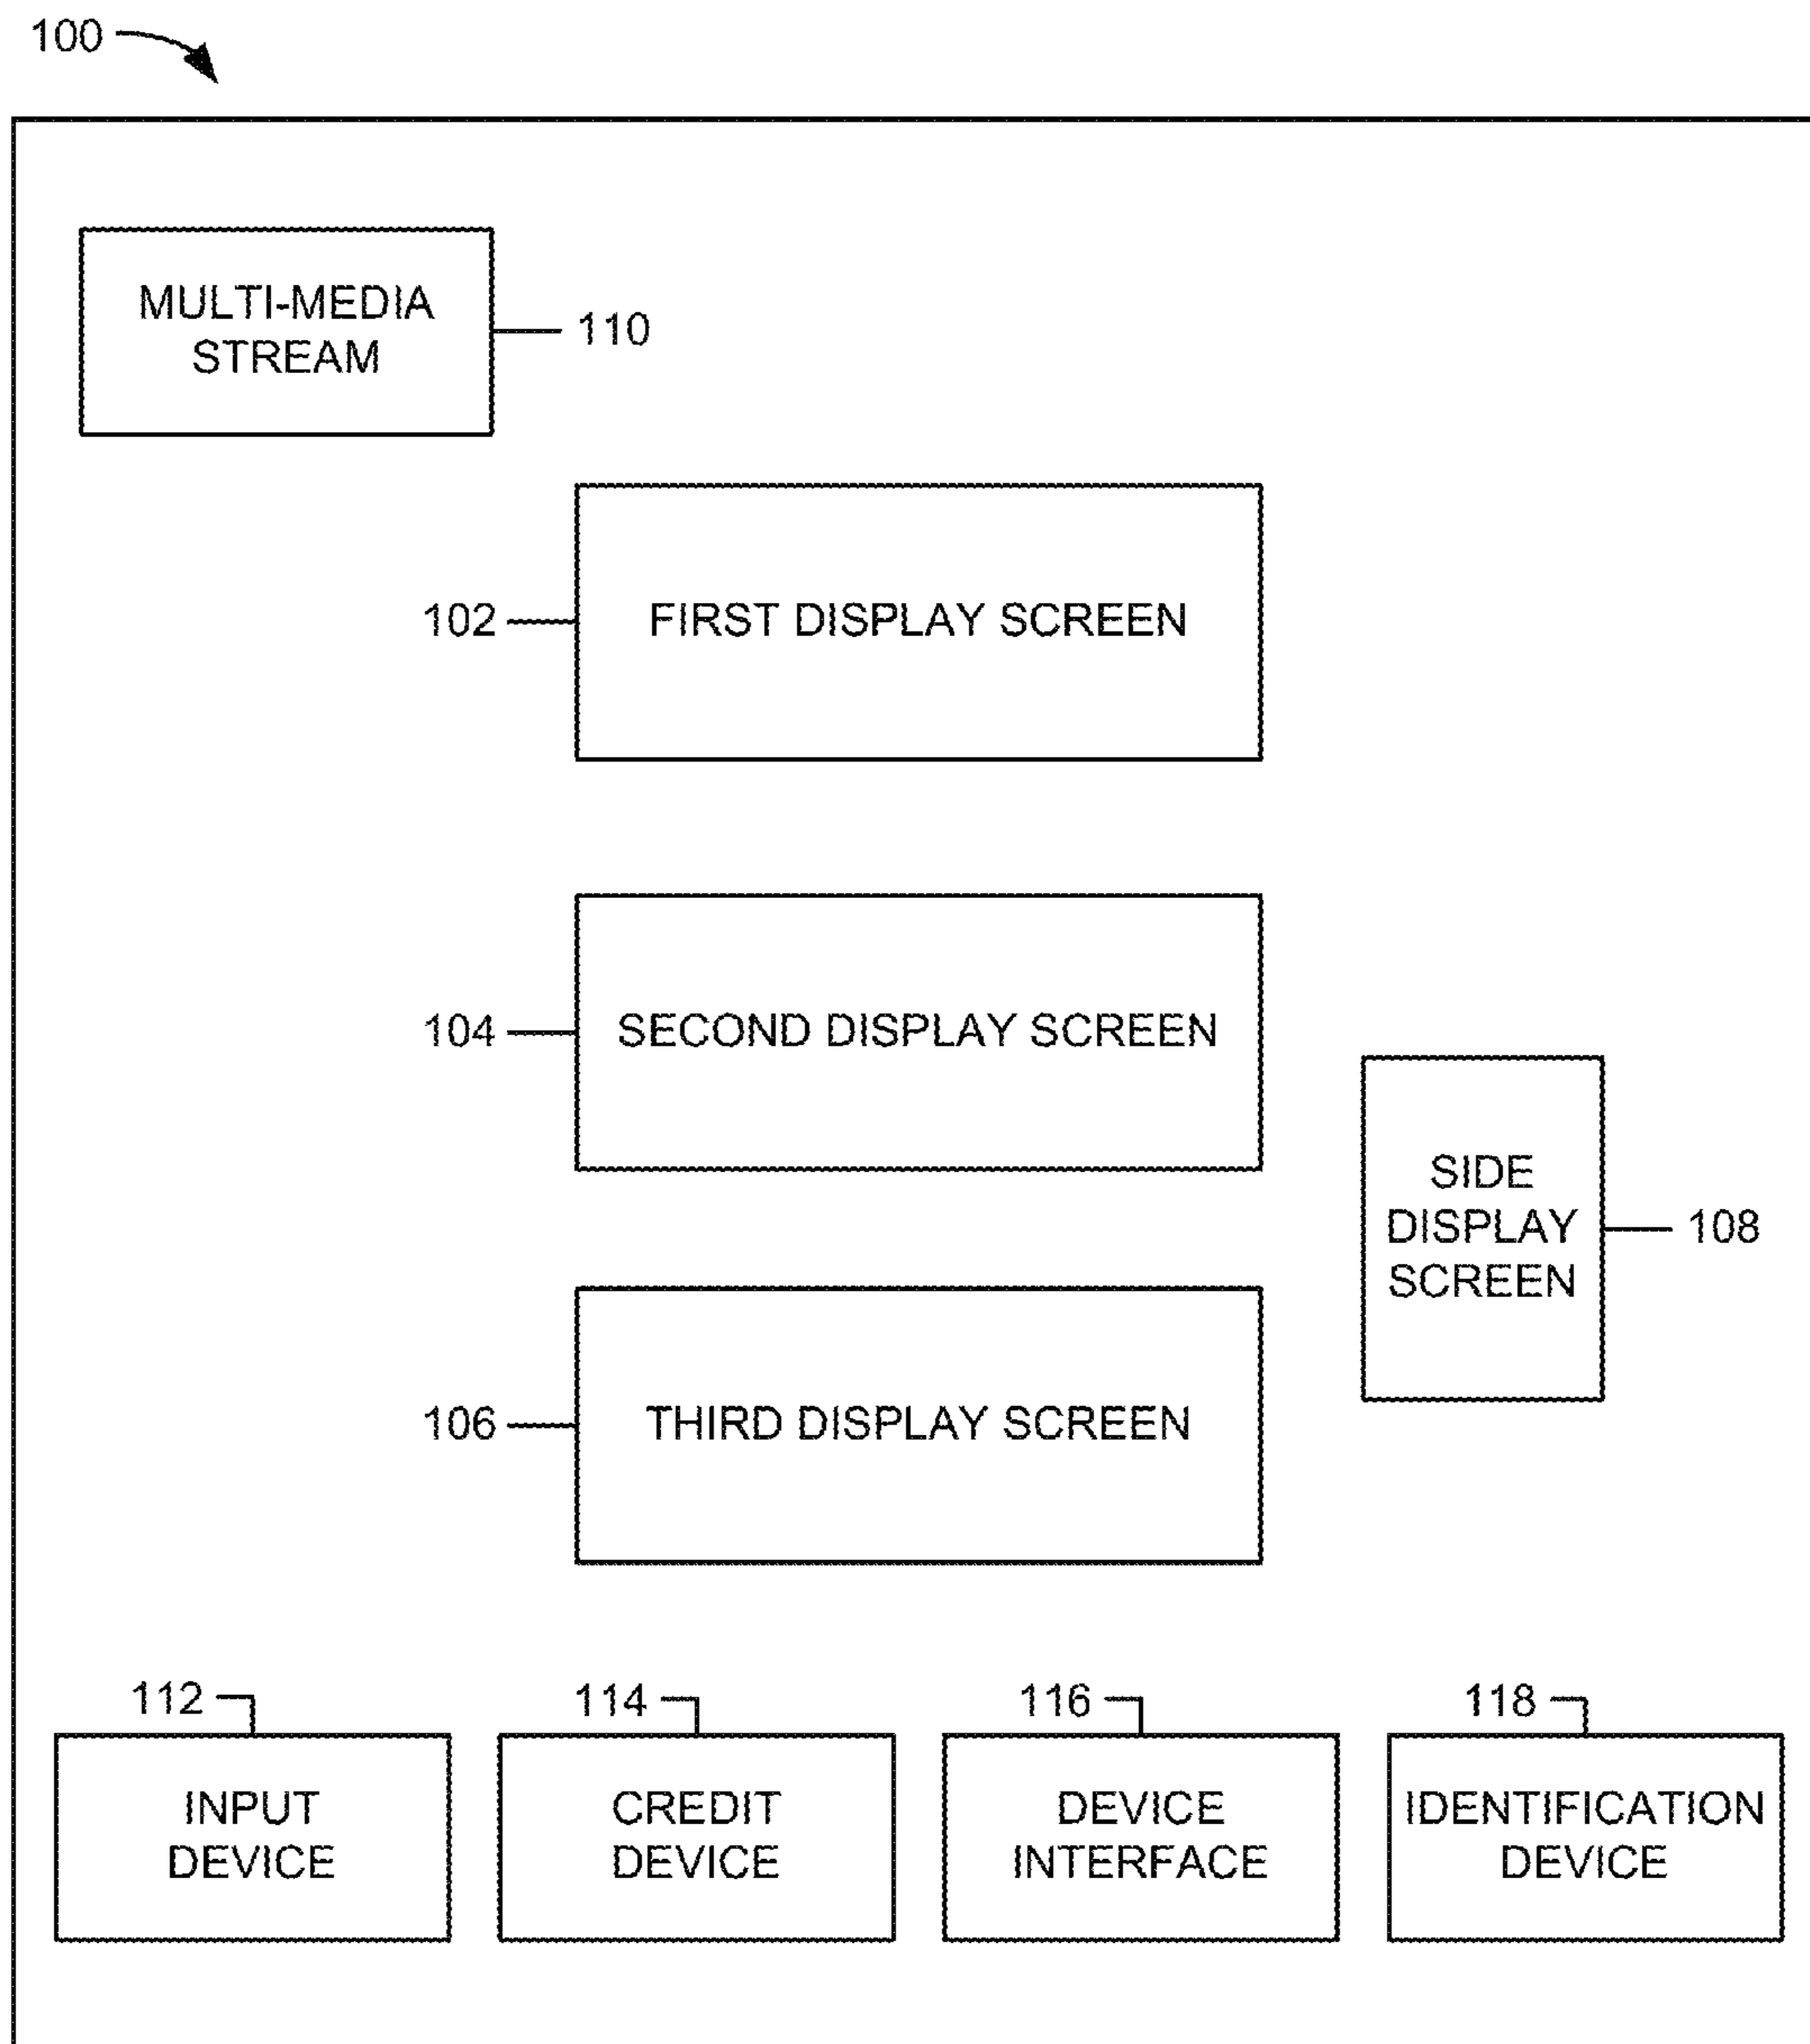 100
MULTI-MEDIA
STREAM
110
102
FIRST DISPLAY SCREEN
104
SECOND DISPLAY SCREEN
SIDE
DISPLAY
SCREEN
108
106
THIRD DISPLAY SCREEN
112
INPUT
DEVICE
114
CREDIT
DEVICE
116
DEVICE
INTERFACE
118
IDENTIFICATION
DEVICE